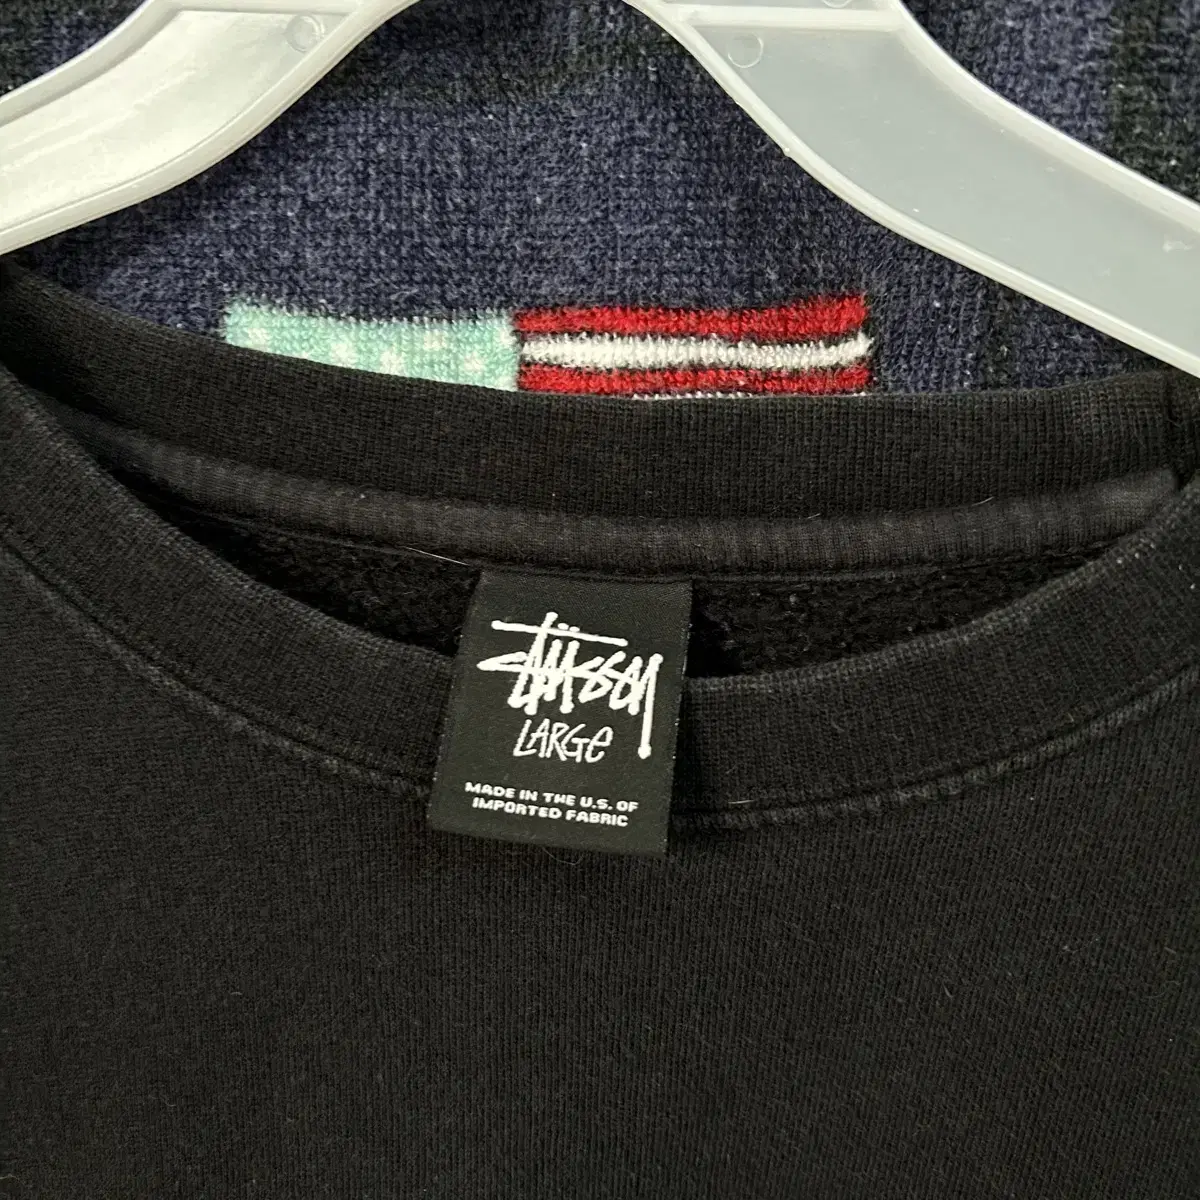 Stüssy
LARGE
MADE IN THE U.S. OF
IMPORTED FABRIC